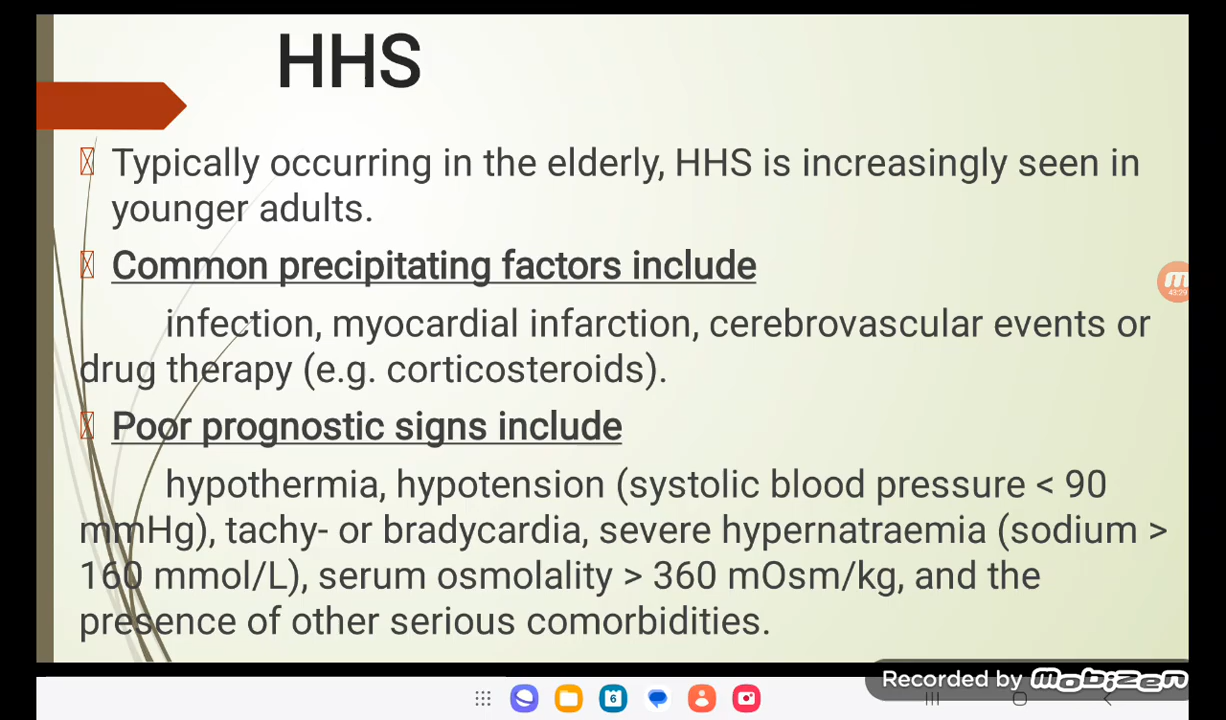 HHS
Typically occurring in the elderly, HHS is increasingly seen in
younger adults.
Common precipitating factors include
infection, myocardial infarction, cerebrovascular events or
drug therapy (e.g. corticosteroids).
Poor prognostic signs include
hypothermia, hypotension (systolic blood pressure < 90
mmHg), tachy- or bradycardia, severe hypernatraemia (sodium >
160 mmol/L), serum osmolality > 360 mOsm/kg, and the
presence of other serious comorbidities.
43:29
Recorded by mobizen
6